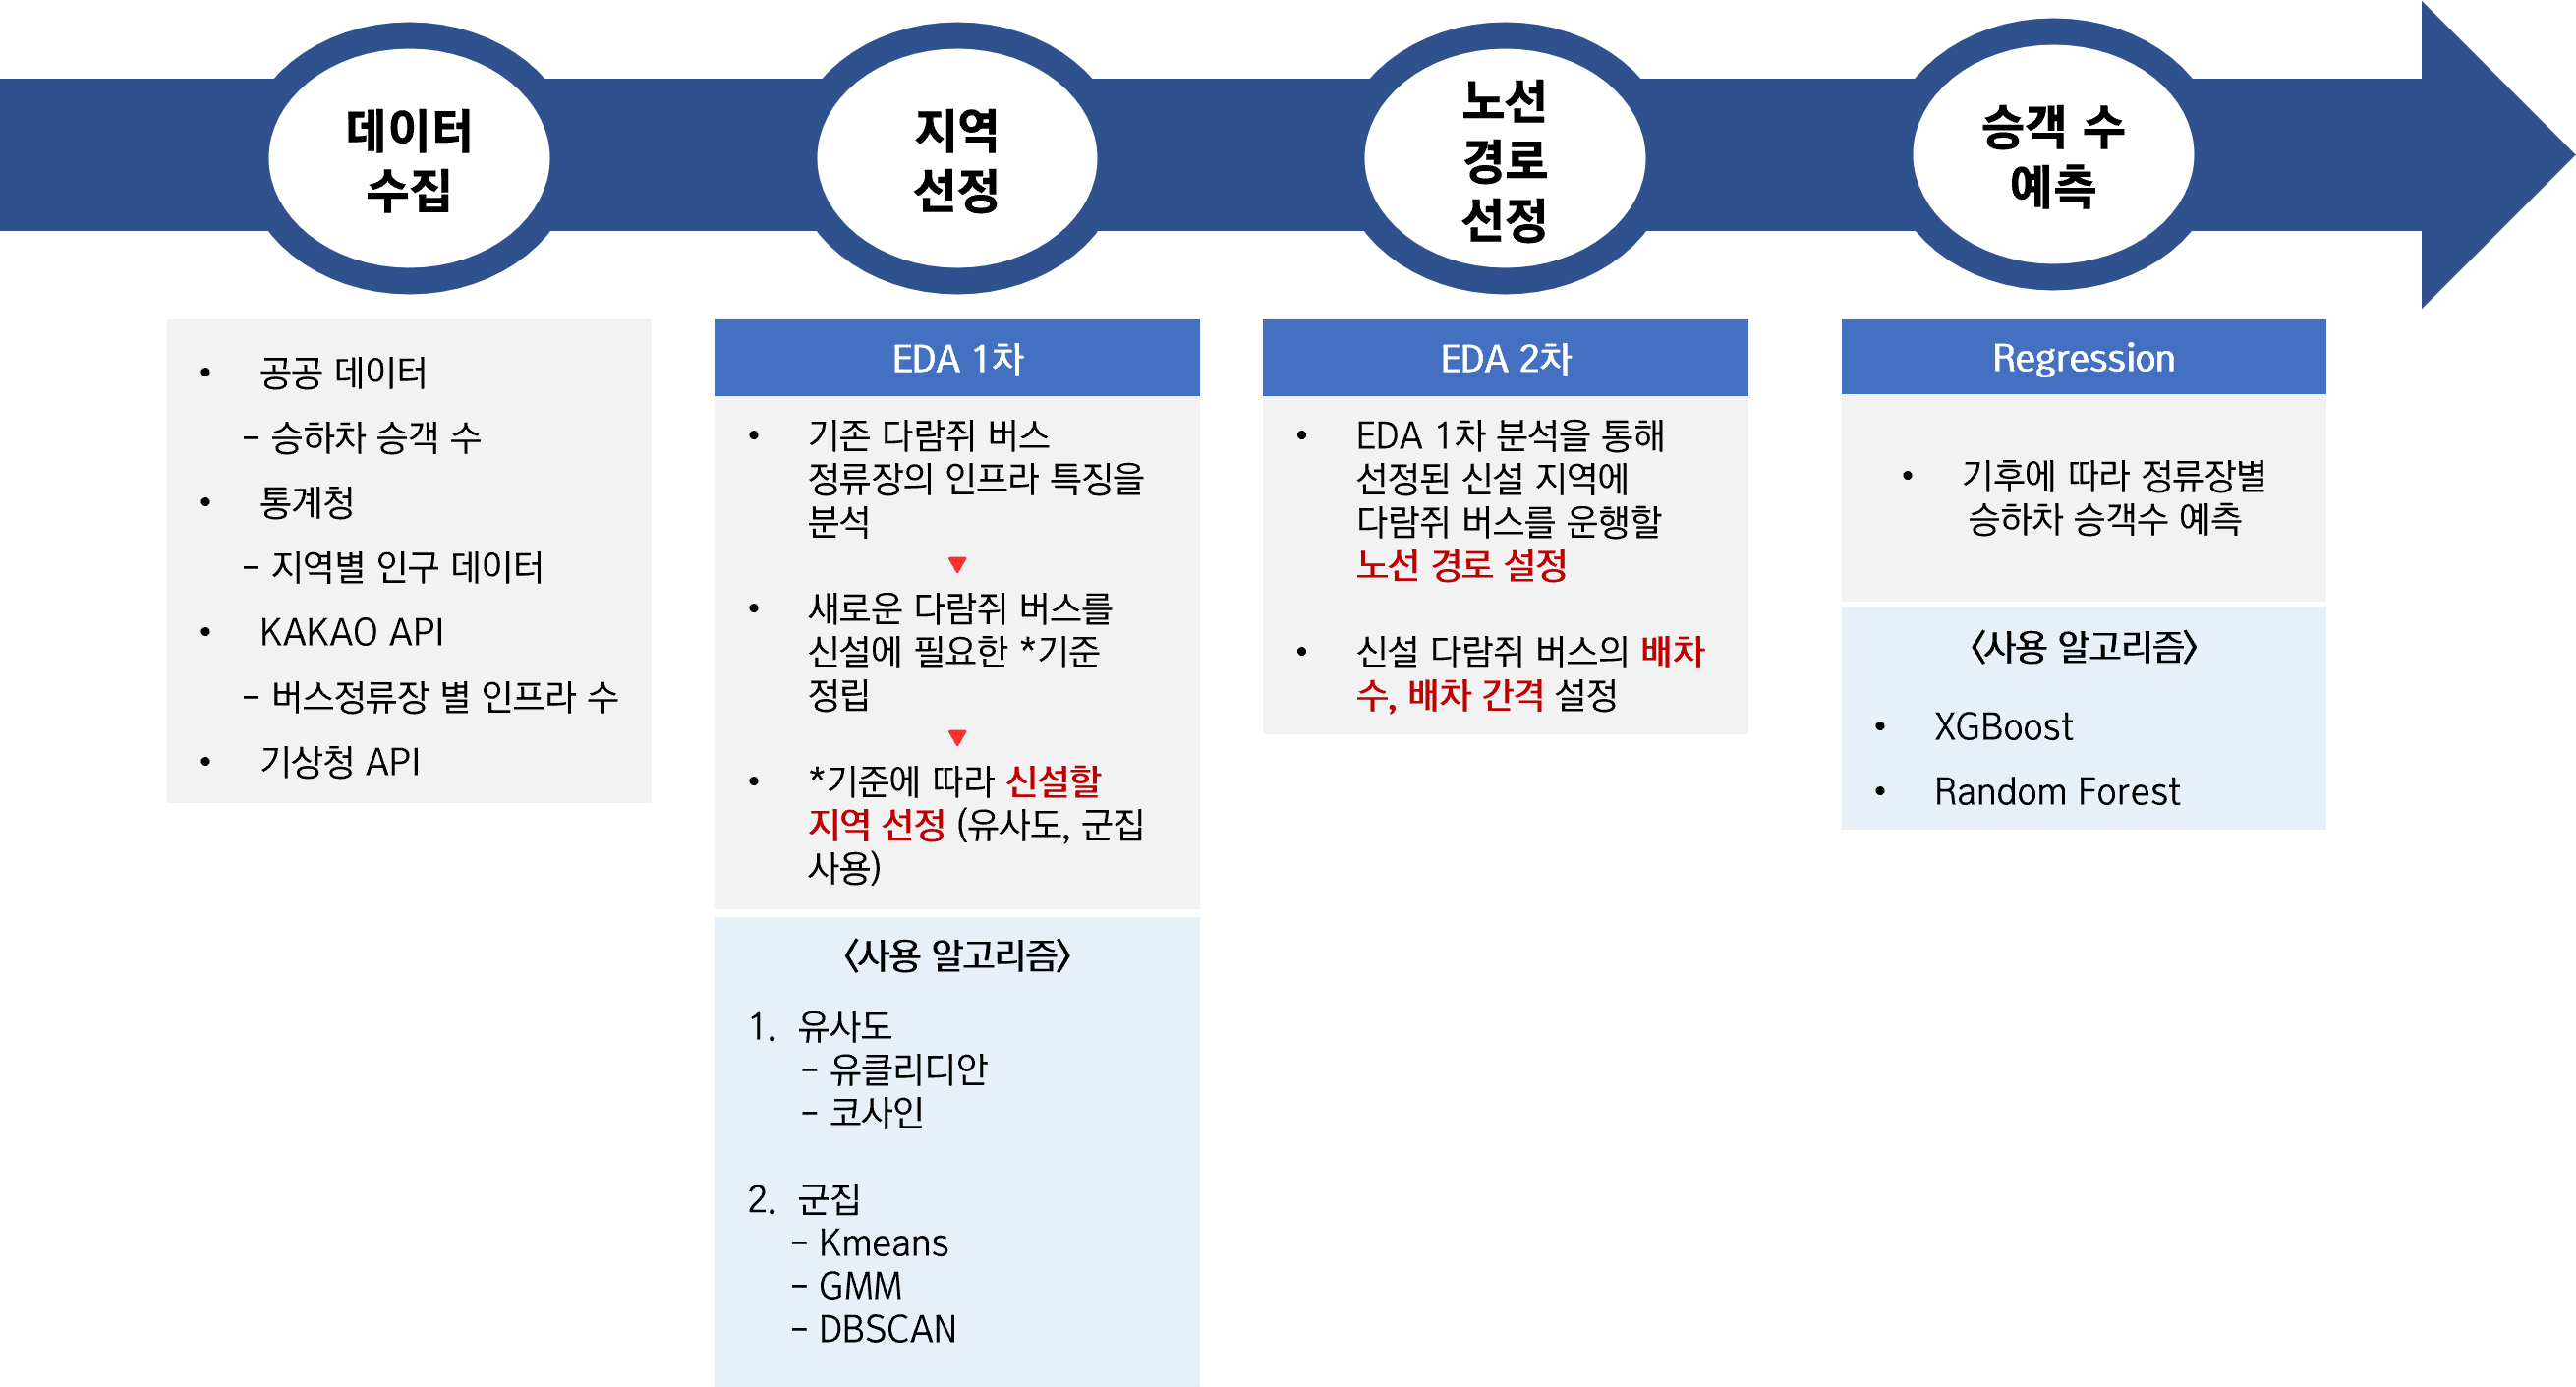 데이터
수집
지역
선정
노선
경로
선정
승객 수
예측
• 공공 데이터
- 승하차 승객 수
• 통계청
- 지역별 인구 데이터
• KAKAO API
- 버스정류장 별 인프라 수
• 기상청 API
EDA 1차
• 기존 다람쥐 버스
정류장의 인프라 특징을
분석
• 새로운 다람쥐 버스를
신설에 필요한 *기준
정립
• *기준에 따라 신설할
지역 선정 (유사도, 군집
사용)
<사용 알고리즘>
1. 유사도
- 유클리디안
- 코사인
2. 군집
- Kmeans
- GMM
- DBSCAN
EDA 2차
• EDA 1차 분석을 통해
선정된 신설 지역에
다람쥐 버스를 운행할
노선 경로 설정
• 신설 다람쥐 버스의 배차
수, 배차 간격 설정
Regression
• 기후에 따라 정류장별
승하차 승객수 예측
<사용 알고리즘>
• XGBoost
• Random Forest